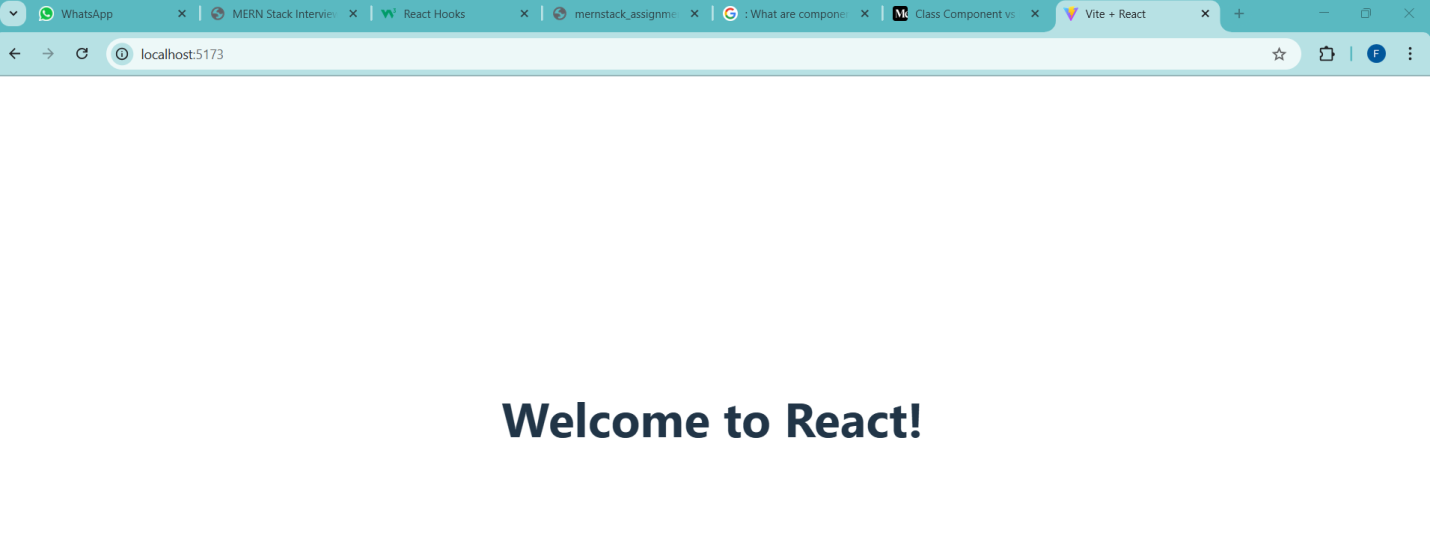 WhatsApp
MERN Stack Interview
React Hooks
mernstack_assignme
: What are compone
Class Component vs
Vite + React
localhost:5173
F
Welcome to React!